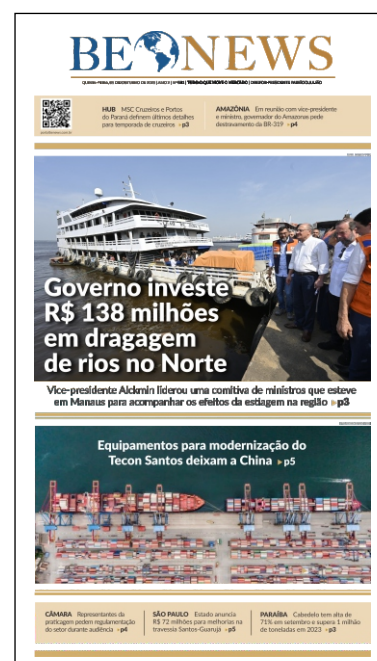 BE NEWS
HUB MSC Cruzeiros e Portos
do Paraná definem últimos detalhes
para temporada de cruzeiros ▸p3
AMAZÔNIA Em reunião com vice-presidente
e ministro, governador do Amazonas pede
destravamento da BR-319 ▸p4
Governo investe
R$ 138 milhões
em dragagem
de rios no Norte
Vice-presidente Alckmin liderou uma comitiva de ministros que esteve
em Manaus para acompanhar os efeitos da estiagem na região ▸p3
Equipamentos para modernização do
Tecon Santos deixam a China ▸p5
CÂMARA Representantes da
praticagem pedem regulamentação
do setor durante audiência ▸p4
SÃO PAULO Estado anuncia
R$ 72 milhões para melhorias na
travessia Santos-Guarujá ▸p5
PARAÍBA Cabedelo tem alta de
71% em setembro e supera 1 milhão
de toneladas em 2023 ▸p3